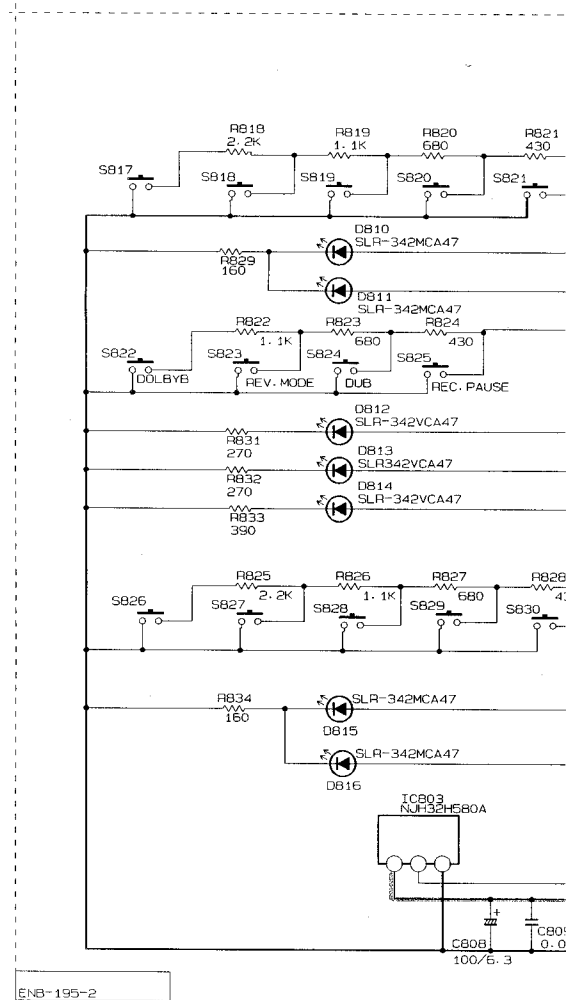 R818
2.2K
R819
1.1K
R820
680
R821
430
S817
S818
S819
S820
S821
D810
SLR-342MCA47
R829
160
D811
SLR-342MCA47
R822
1.1K
R823
680
R824
430
S822
DOLBYB
S823
REV.MODE
S824
DUB
S825
REC.PAUSE
D812
SLR-342VCA47
R831
270
D813
SLR342VCA47
R832
270
D814
SLR-342VCA47
R833
390
R825
2.2K
R826
1.1K
R827
680
R828
S826
S827
S828
S829
S830
R834
160
SLR-342MCA47
D815
SLR-342MCA47
D816
IC803
NJH32H580A
+
C808
100/6.3
ENB-195-2